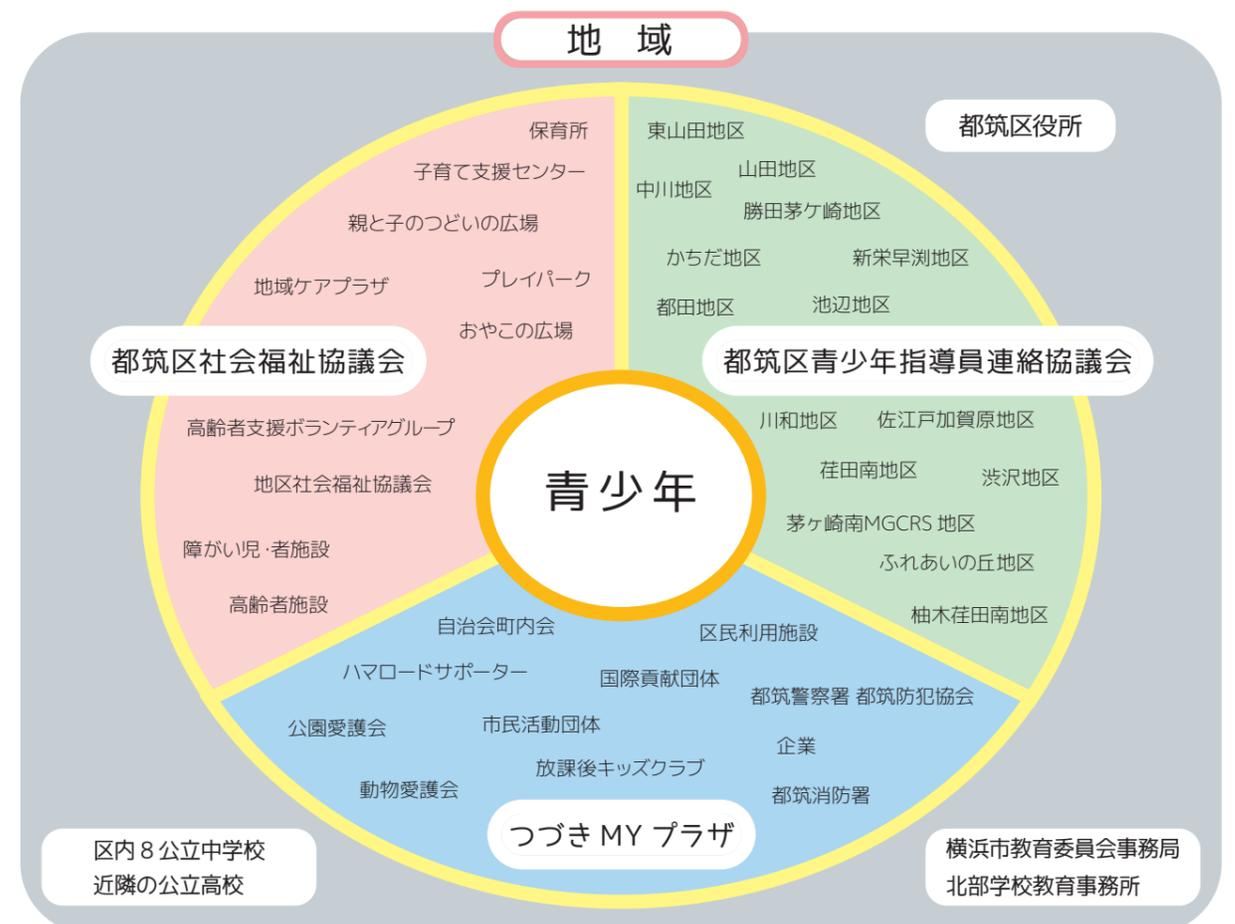 地 域
都筑区役所
保育所
子育て支援センター
親と子のつどいの広場
地域ケアプラザ
プレイパーク
おやこの広場
都筑区社会福祉協議会
高齢者支援ボランティアグループ
地区社会福祉協議会
障がい児・者施設
高齢者施設
東山田地区
山田地区
中川地区
勝田茅ケ崎地区
かちだ地区
新栄早渕地区
都田地区
池辺地区
都筑区青少年指導員連絡協議会
川和地区
佐江戸加賀原地区
荏田南地区
渋沢地区
茅ヶ崎南MGCRS 地区
ふれあいの丘地区
柚木荏田南地区
青少年
自治会町内会
区民利用施設
ハマロードサポーター
国際貢献団体
都筑警察署 都筑防犯協会
公園愛護会
市民活動団体
企業
放課後キッズクラブ
動物愛護会
都筑消防署
つづき MY プラザ
区内8公立中学校
近隣の公立高校
横浜市教育委員会事務局
北部学校教育事務所